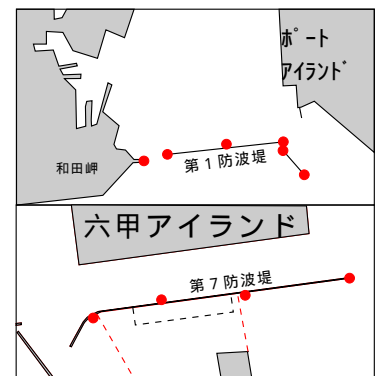 ポート
アイランド
和田岬
第１防波堤
六甲アイランド
第７防波堤